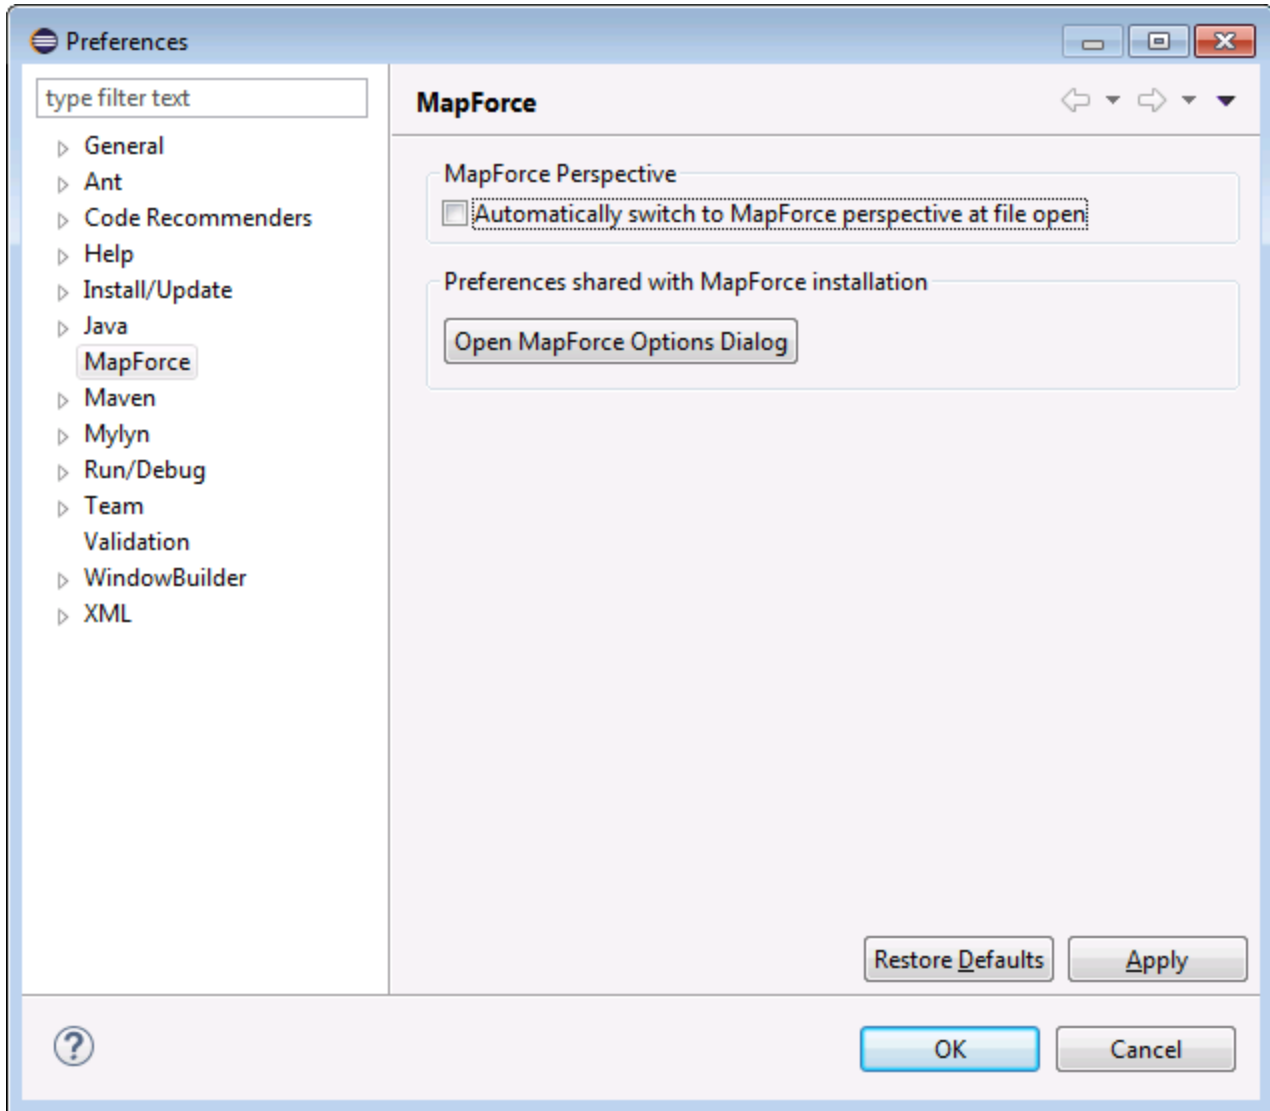 Preferences
type filter text
General
Ant
Code Recommenders
Help
Install/Update
Java
MapForce
Maven
Mylyn
Run/Debug
Team
Validation
WindowBuilder
XML
MapForce
MapForce Perspective
Automatically switch to MapForce perspective at file open
Preferences shared with MapForce installation
Open MapForce Options Dialog
Restore Defaults
Apply
?
OK
Cancel